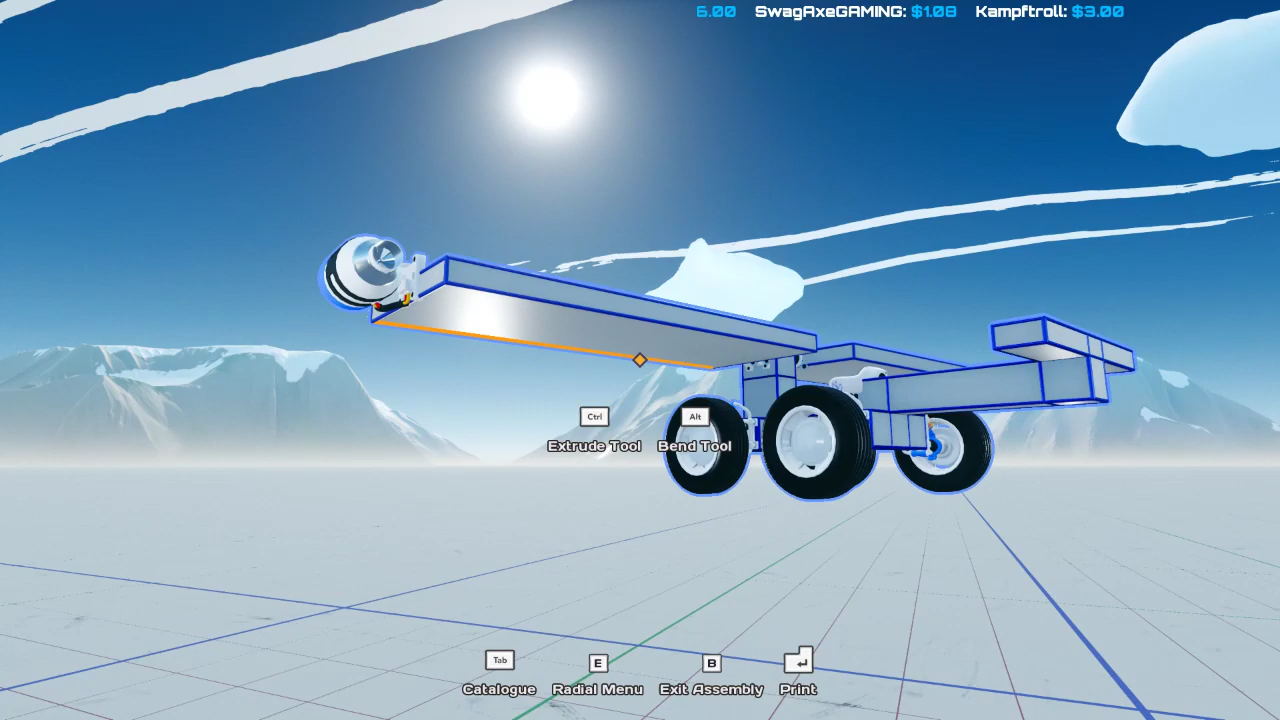 6.00 SwagAxeGAMING: $1.08 Kampftroll: $3.00
Ctrl Alt
Extrude Tool Bend Tool
Tab E B
Catalogue Radial Menu Exit Assembly Print